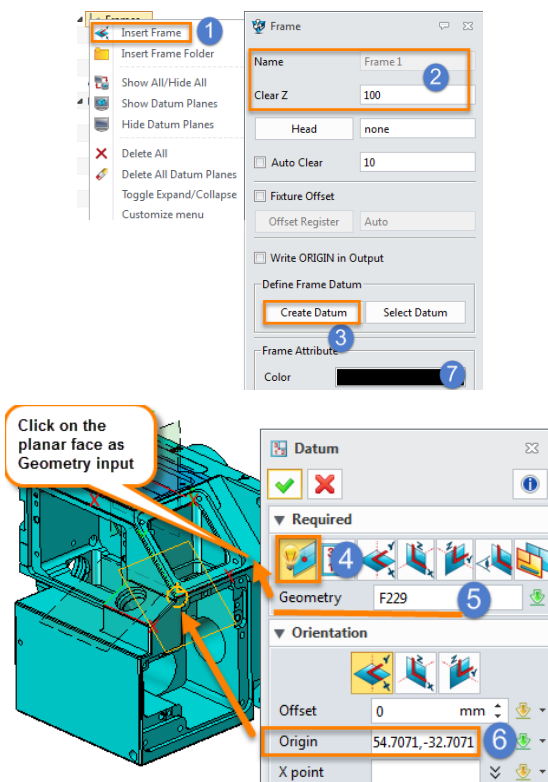 Frames
Insert Frame 1
Insert Frame Folder
Show All/Hide All
Show Datum Planes
Hide Datum Planes
Delete All
Delete All Datum Planes
Toggle Expand/Collapse
Customize menu
Frame
Name Frame 1
2
Clear Z 100
Head none
Auto Clear 10
Fixture Offset
Offset Register Auto
Write ORIGIN in Output
Define Frame Datum
Create Datum Select Datum
3
Frame Attribute
Color 7
Click on the
planar face as
Geometry input
Datum
Required
4
Geometry F229 5
Orientation
Offset 0 mm
Origin 54.7071,-32.7071 6
X point